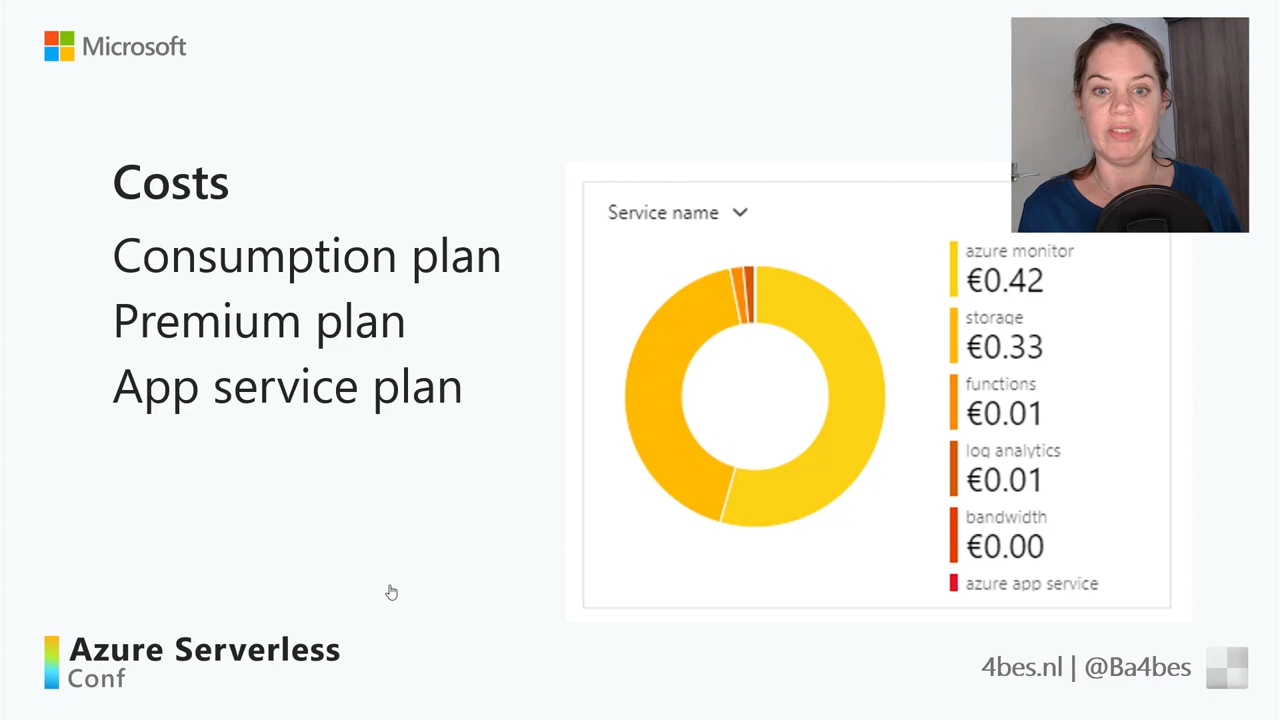 Microsoft
Costs
Consumption plan
Premium plan
App service plan
Service name
azure monitor
€0.42
storage
€0.33
functions
€0.01
log analytics
€0.01
bandwidth
€0.00
azure app service
Azure Serverless
Conf
4bes.nl | @Ba4bes